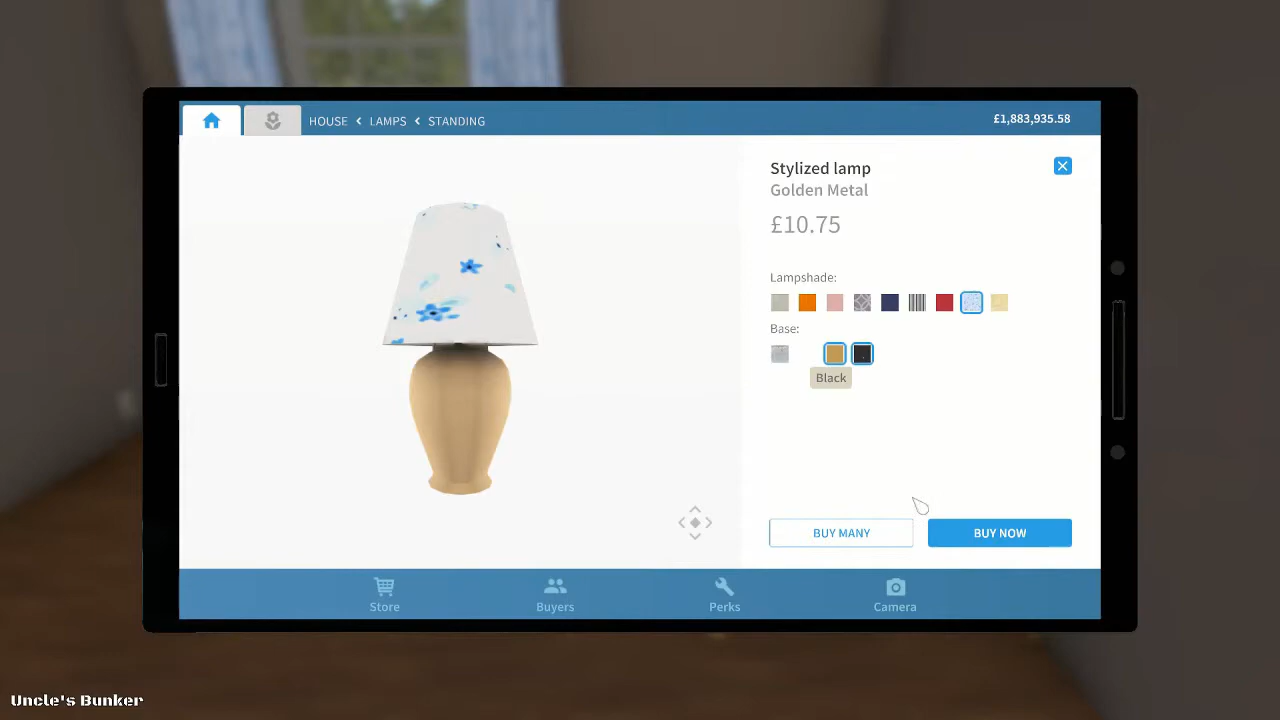 HOUSE < LAMPS < STANDING
£1,883,935.58
Stylized lamp
Golden Metal
£10.75
Lampshade:
Base:
Black
BUY MANY
BUY NOW
Store
Buyers
Perks
Camera
Uncle's Bunker